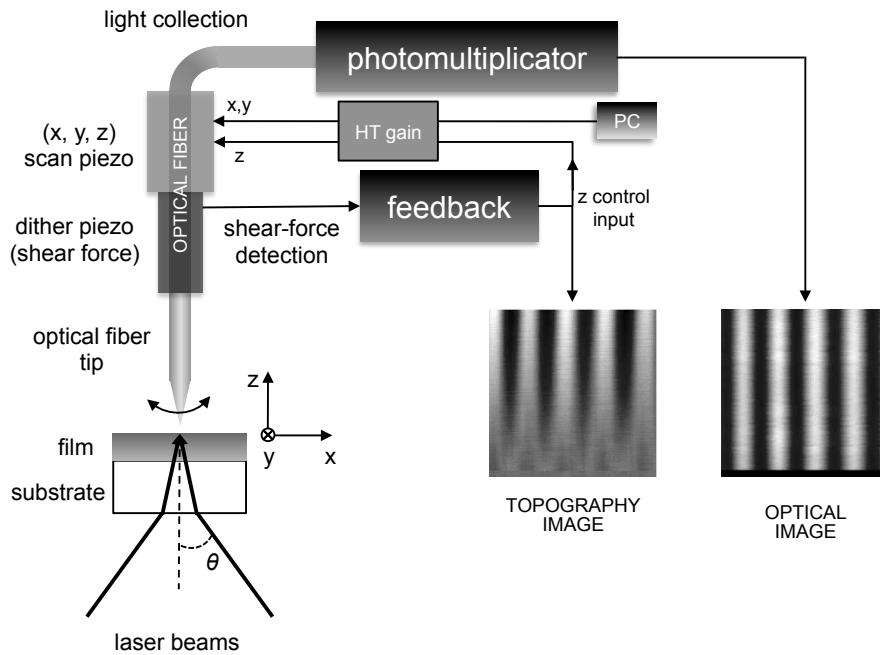 light collection
photomultiplicator
(x, y, z)
scan piezo
OPTICAL FIBER
x,y
z
HT gain
PC
dither piezo
(shear force)
shear-force
detection
feedback
z control
input
optical fiber
tip
z
y
x
film
substrate
θ
laser beams
TOPOGRAPHY
IMAGE
OPTICAL
IMAGE